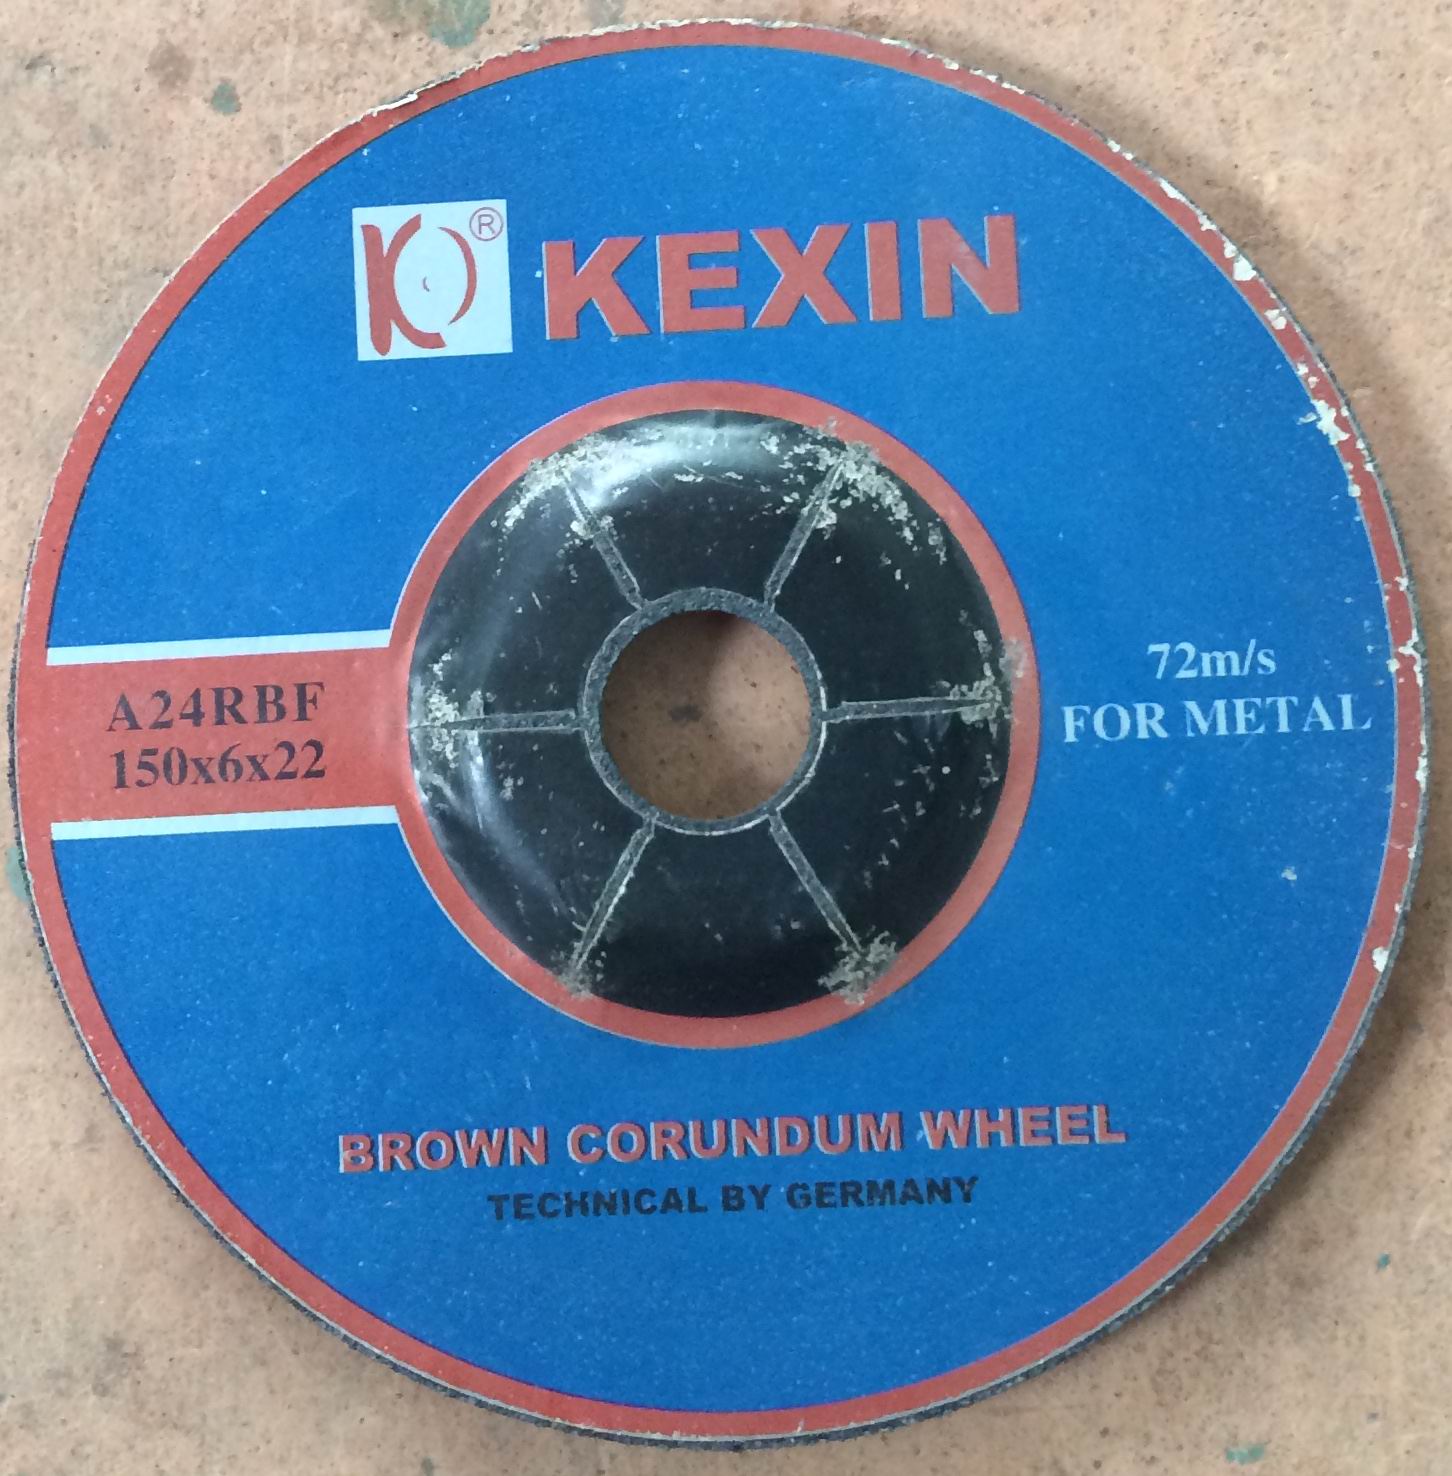 ® KEXIN
A24RBF
150x6x22
72m/s
FOR METAL
BROWN CORUNDUM WHEEL
TECHNICAL BY GERMANY